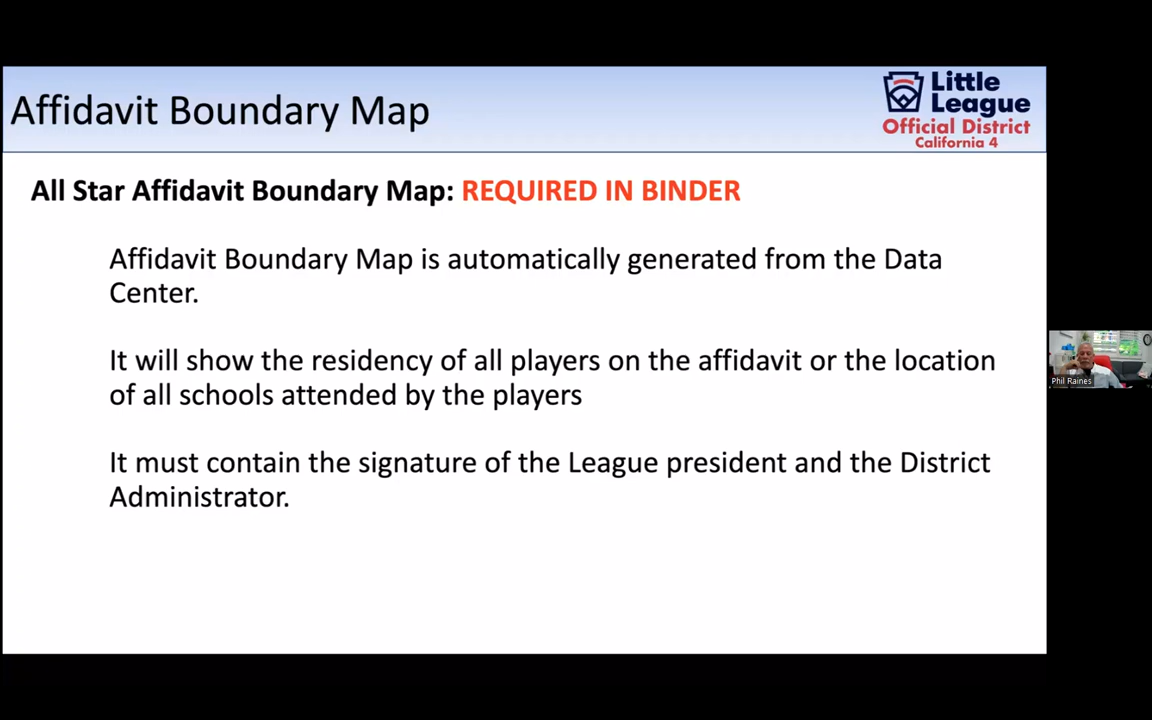 Affidavit Boundary Map
Little
League
Official District
California 4
All Star Affidavit Boundary Map: REQUIRED IN BINDER
Affidavit Boundary Map is automatically generated from the Data
Center.
It will show the residency of all players on the affidavit or the location
of all schools attended by the players
It must contain the signature of the League president and the District
Administrator.
Phil Raines